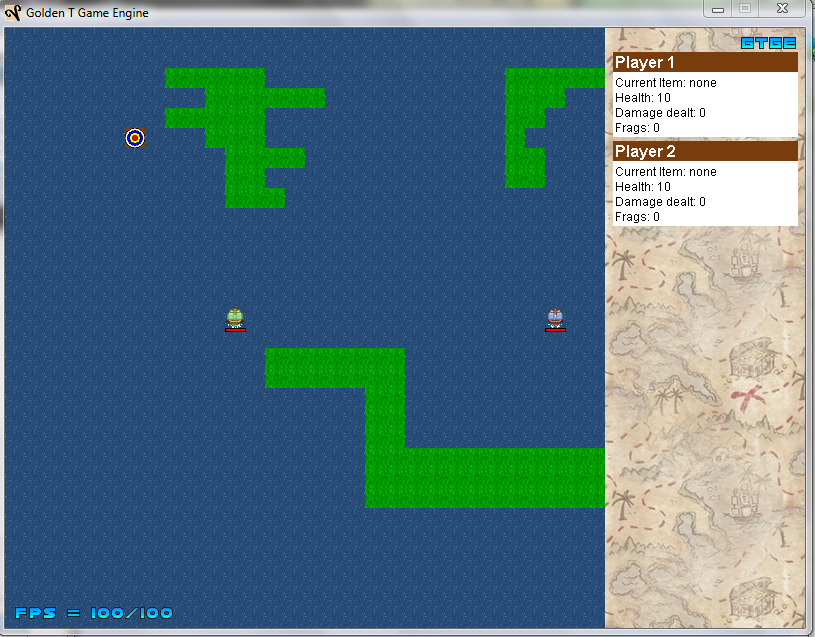 Golden T Game Engine
GTGE
Player 1
Current Item: none
Health: 10
Damage dealt: 0
Frags: 0
Player 2
Current Item: none
Health: 10
Damage dealt: 0
Frags: 0
FPS = 100/100